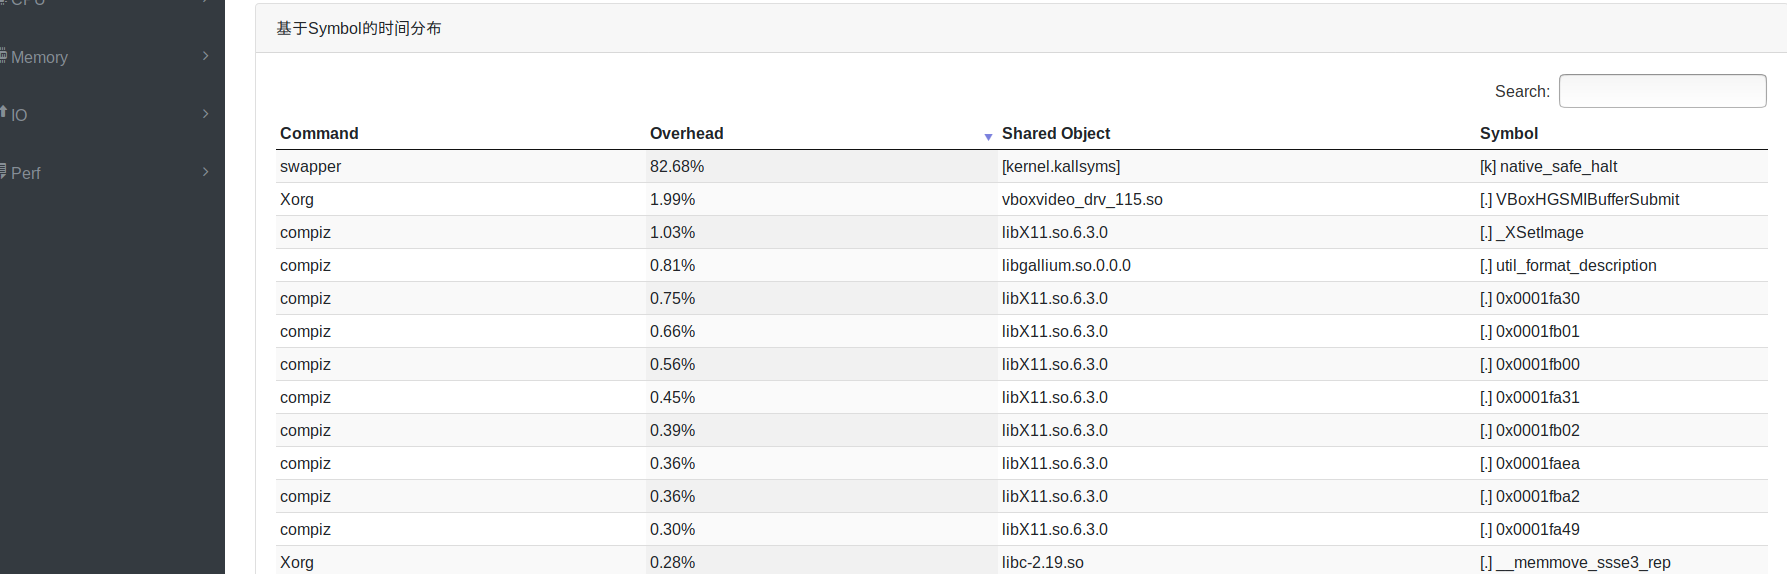 CPU
Memory
IO
Perf
基于Symbol的时间分布
Search:
Command Overhead Shared Object Symbol
swapper 82.68% [kernel.kallsyms] [k] native_safe_halt
Xorg 1.99% vboxvideo_drv_115.so [.] VBoxHGSMIBufferSubmit
compiz 1.03% libX11.so.6.3.0 [.] _XSetImage
compiz 0.81% libgallium.so.0.0.0 [.] util_format_description
compiz 0.75% libX11.so.6.3.0 [.] 0x0001fa30
compiz 0.66% libX11.so.6.3.0 [.] 0x0001fb01
compiz 0.56% libX11.so.6.3.0 [.] 0x0001fb00
compiz 0.45% libX11.so.6.3.0 [.] 0x0001fa31
compiz 0.39% libX11.so.6.3.0 [.] 0x0001fb02
compiz 0.36% libX11.so.6.3.0 [.] 0x0001faea
compiz 0.36% libX11.so.6.3.0 [.] 0x0001fba2
compiz 0.30% libX11.so.6.3.0 [.] 0x0001fa49
Xorg 0.28% libc-2.19.so [.] __memmove_ssse3_rep